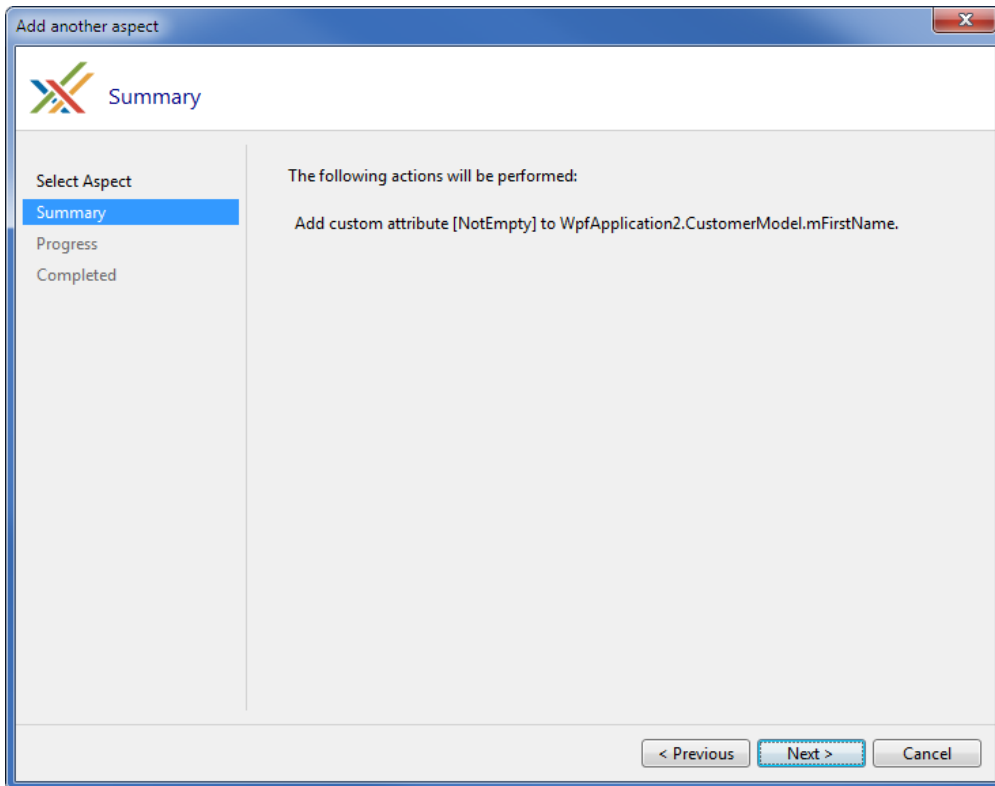 Add another aspect
Summary
Select Aspect
Summary
Progress
Completed
The following actions will be performed:
Add custom attribute [NotEmpty] to WpfApplication2.CustomerModel.mFirstName.
< Previous
Next >
Cancel